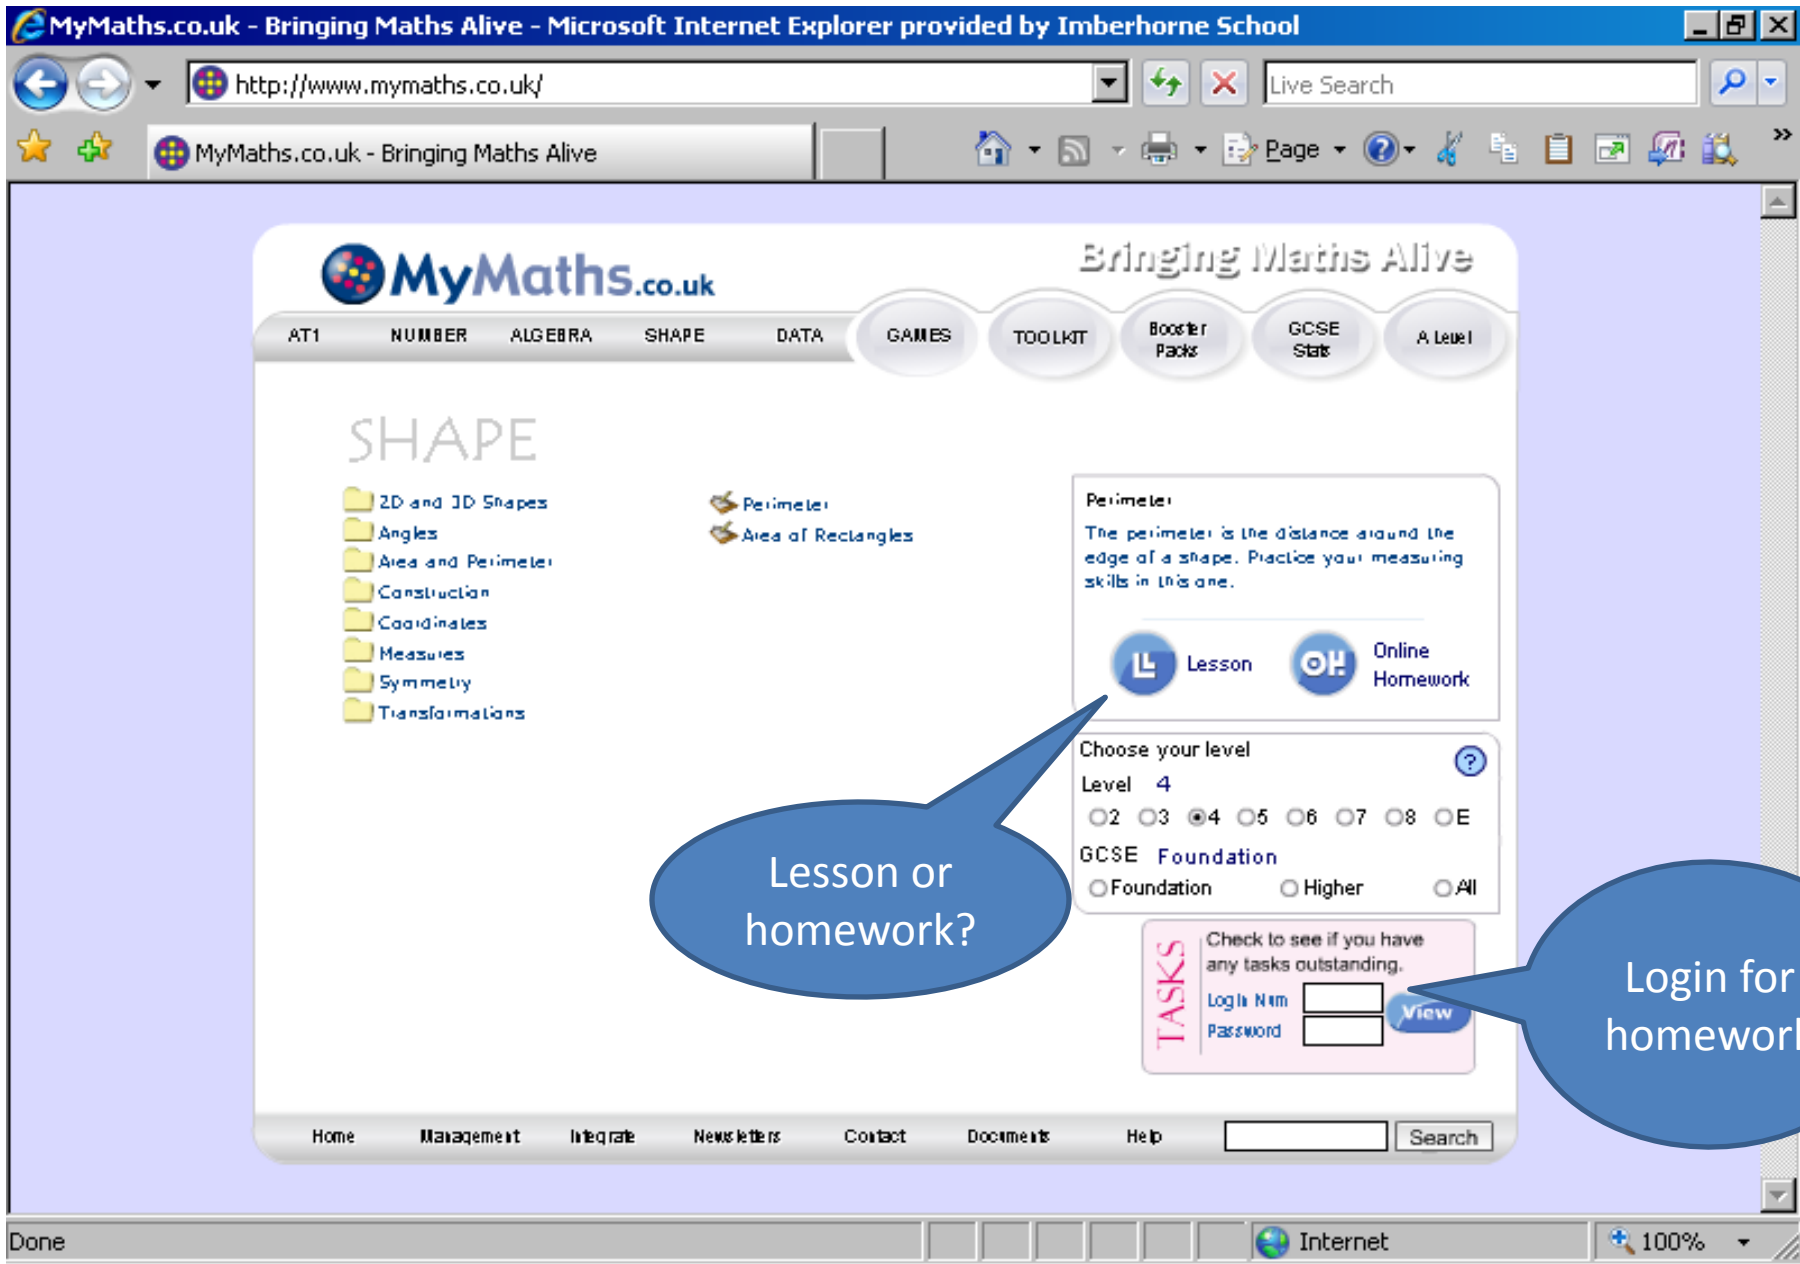 MyMaths.co.uk - Bringing Maths Alive - Microsoft Internet Explorer provided by Imberhorne School
http://www.mymaths.co.uk/
Live Search
MyMaths.co.uk - Bringing Maths Alive
Page
»
MyMaths.co.uk
Bringing Maths Alive
AT1 NUMBER ALGEBRA SHAPE DATA GAMES TOOLKIT Booster Packs GCSE Stats A Level
SHAPE
2D and 3D Shapes
Angles
Area and Perimeter
Construction
Coordinates
Measures
Symmetry
Transformations
Perimeter
Area of Rectangles
Perimeter
The perimeter is the distance around the
edge of a shape. Practice your measuring
skills in this one.
LL Lesson
OH! Online
Homework
Choose your level
?
Level 4
2 3 4 5 6 7 8 E
GCSE Foundation
Foundation Higher All
Lesson or
homework?
TASKS
Check to see if you have
any tasks outstanding.
Login Num
Password
View
Login for
homework
Home Management Integrate Newsletters Contact Documents Help Search
Done
Internet
100%